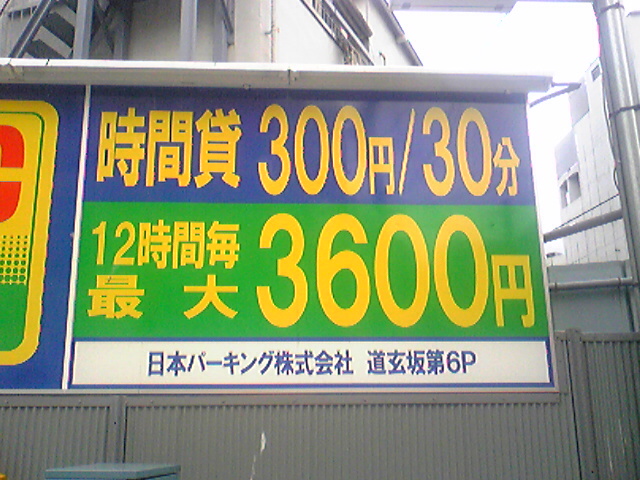 時間貸 300円/30分
12時間毎
最大 3600円
日本パーキング株式会社 道玄坂第6P